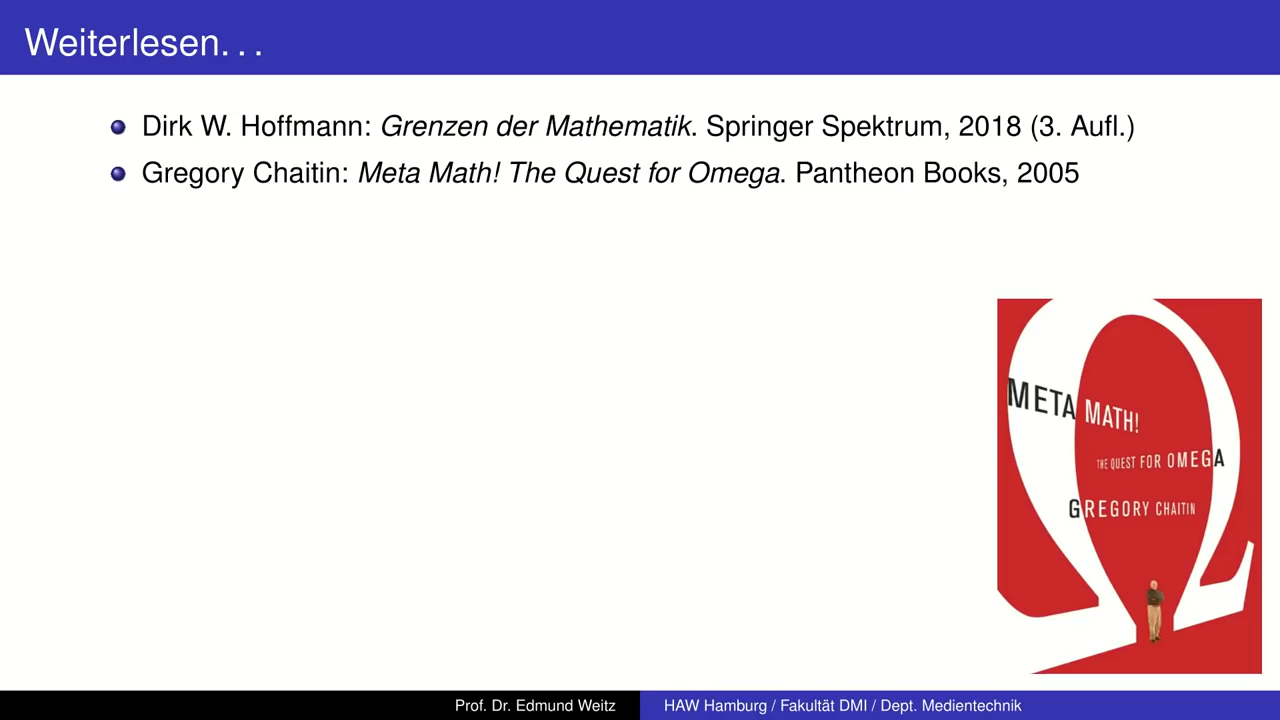 Weiterlesen. . .
Dirk W. Hoffmann: Grenzen der Mathematik. Springer Spektrum, 2018 (3. Aufl.)
Gregory Chaitin: Meta Math! The Quest for Omega. Pantheon Books, 2005
META MATH!
THE QUEST FOR OMEGA
GREGORY CHAITIN
Prof. Dr. Edmund Weitz
HAW Hamburg / Fakultät DMI / Dept. Medientechnik